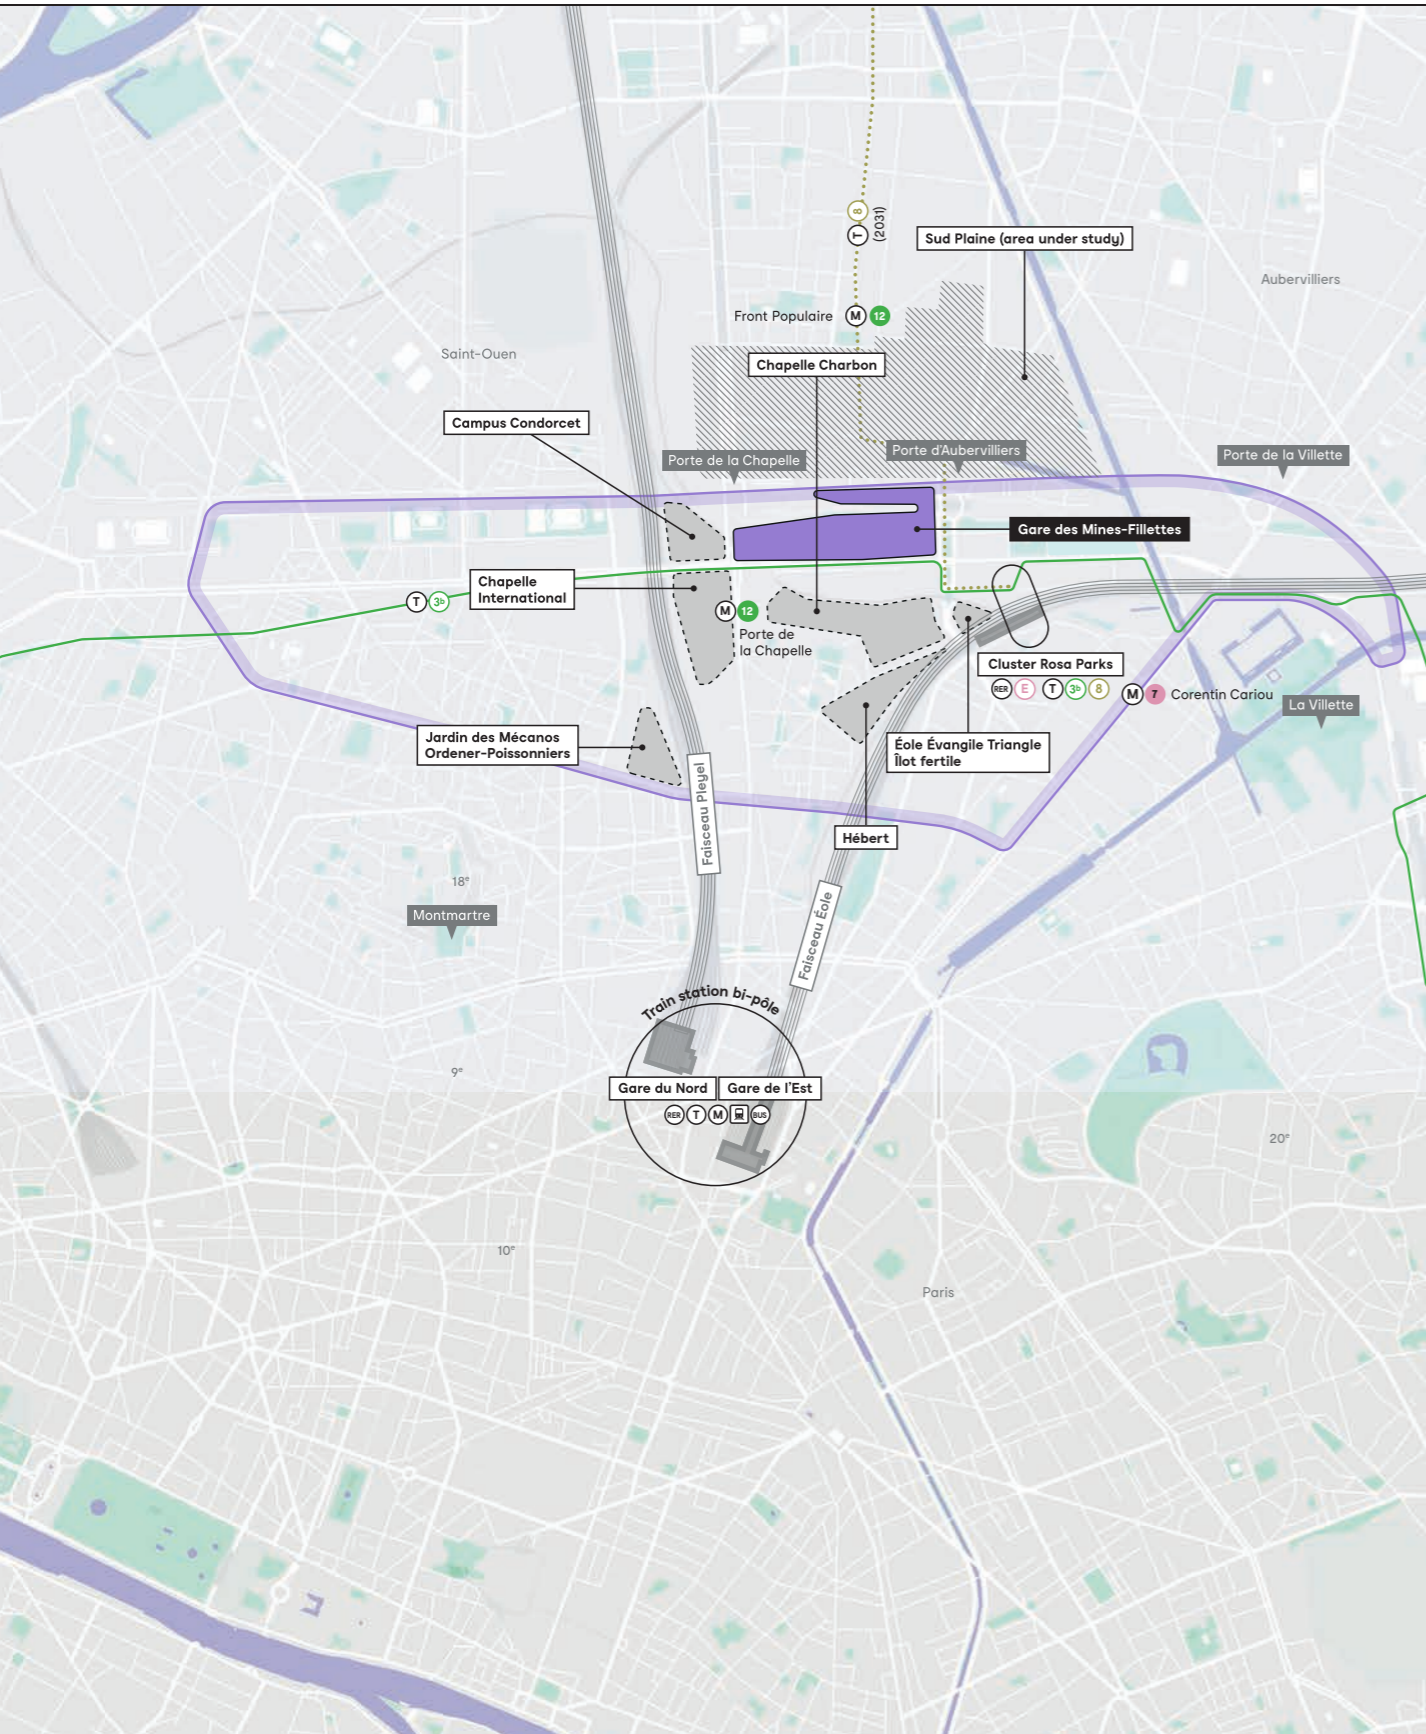 8
T
(2031)
Sud Plaine (area under study)
Aubervilliers
Front Populaire M 12
Saint-Ouen
Chapelle Charbon
Campus Condorcet
Porte de la Chapelle
Porte d'Aubervilliers
Porte de la Villette
Gare des Mines-Fillettes
Chapelle
International
T 3b
M 12
Porte de
la Chapelle
Cluster Rosa Parks
RER E T 3b 8
M 7 Corentin Cariou
La Villette
Jardin des Mécanos
Ordener-Poissonniers
Éole Évangile Triangle
Îlot fertile
Faisceau Pleyel
Hébert
18e
Montmartre
Faisceau Éole
Train station bi-pôle
9e
Gare du Nord
Gare de l'Est
RER T M BUS
20e
10e
Paris